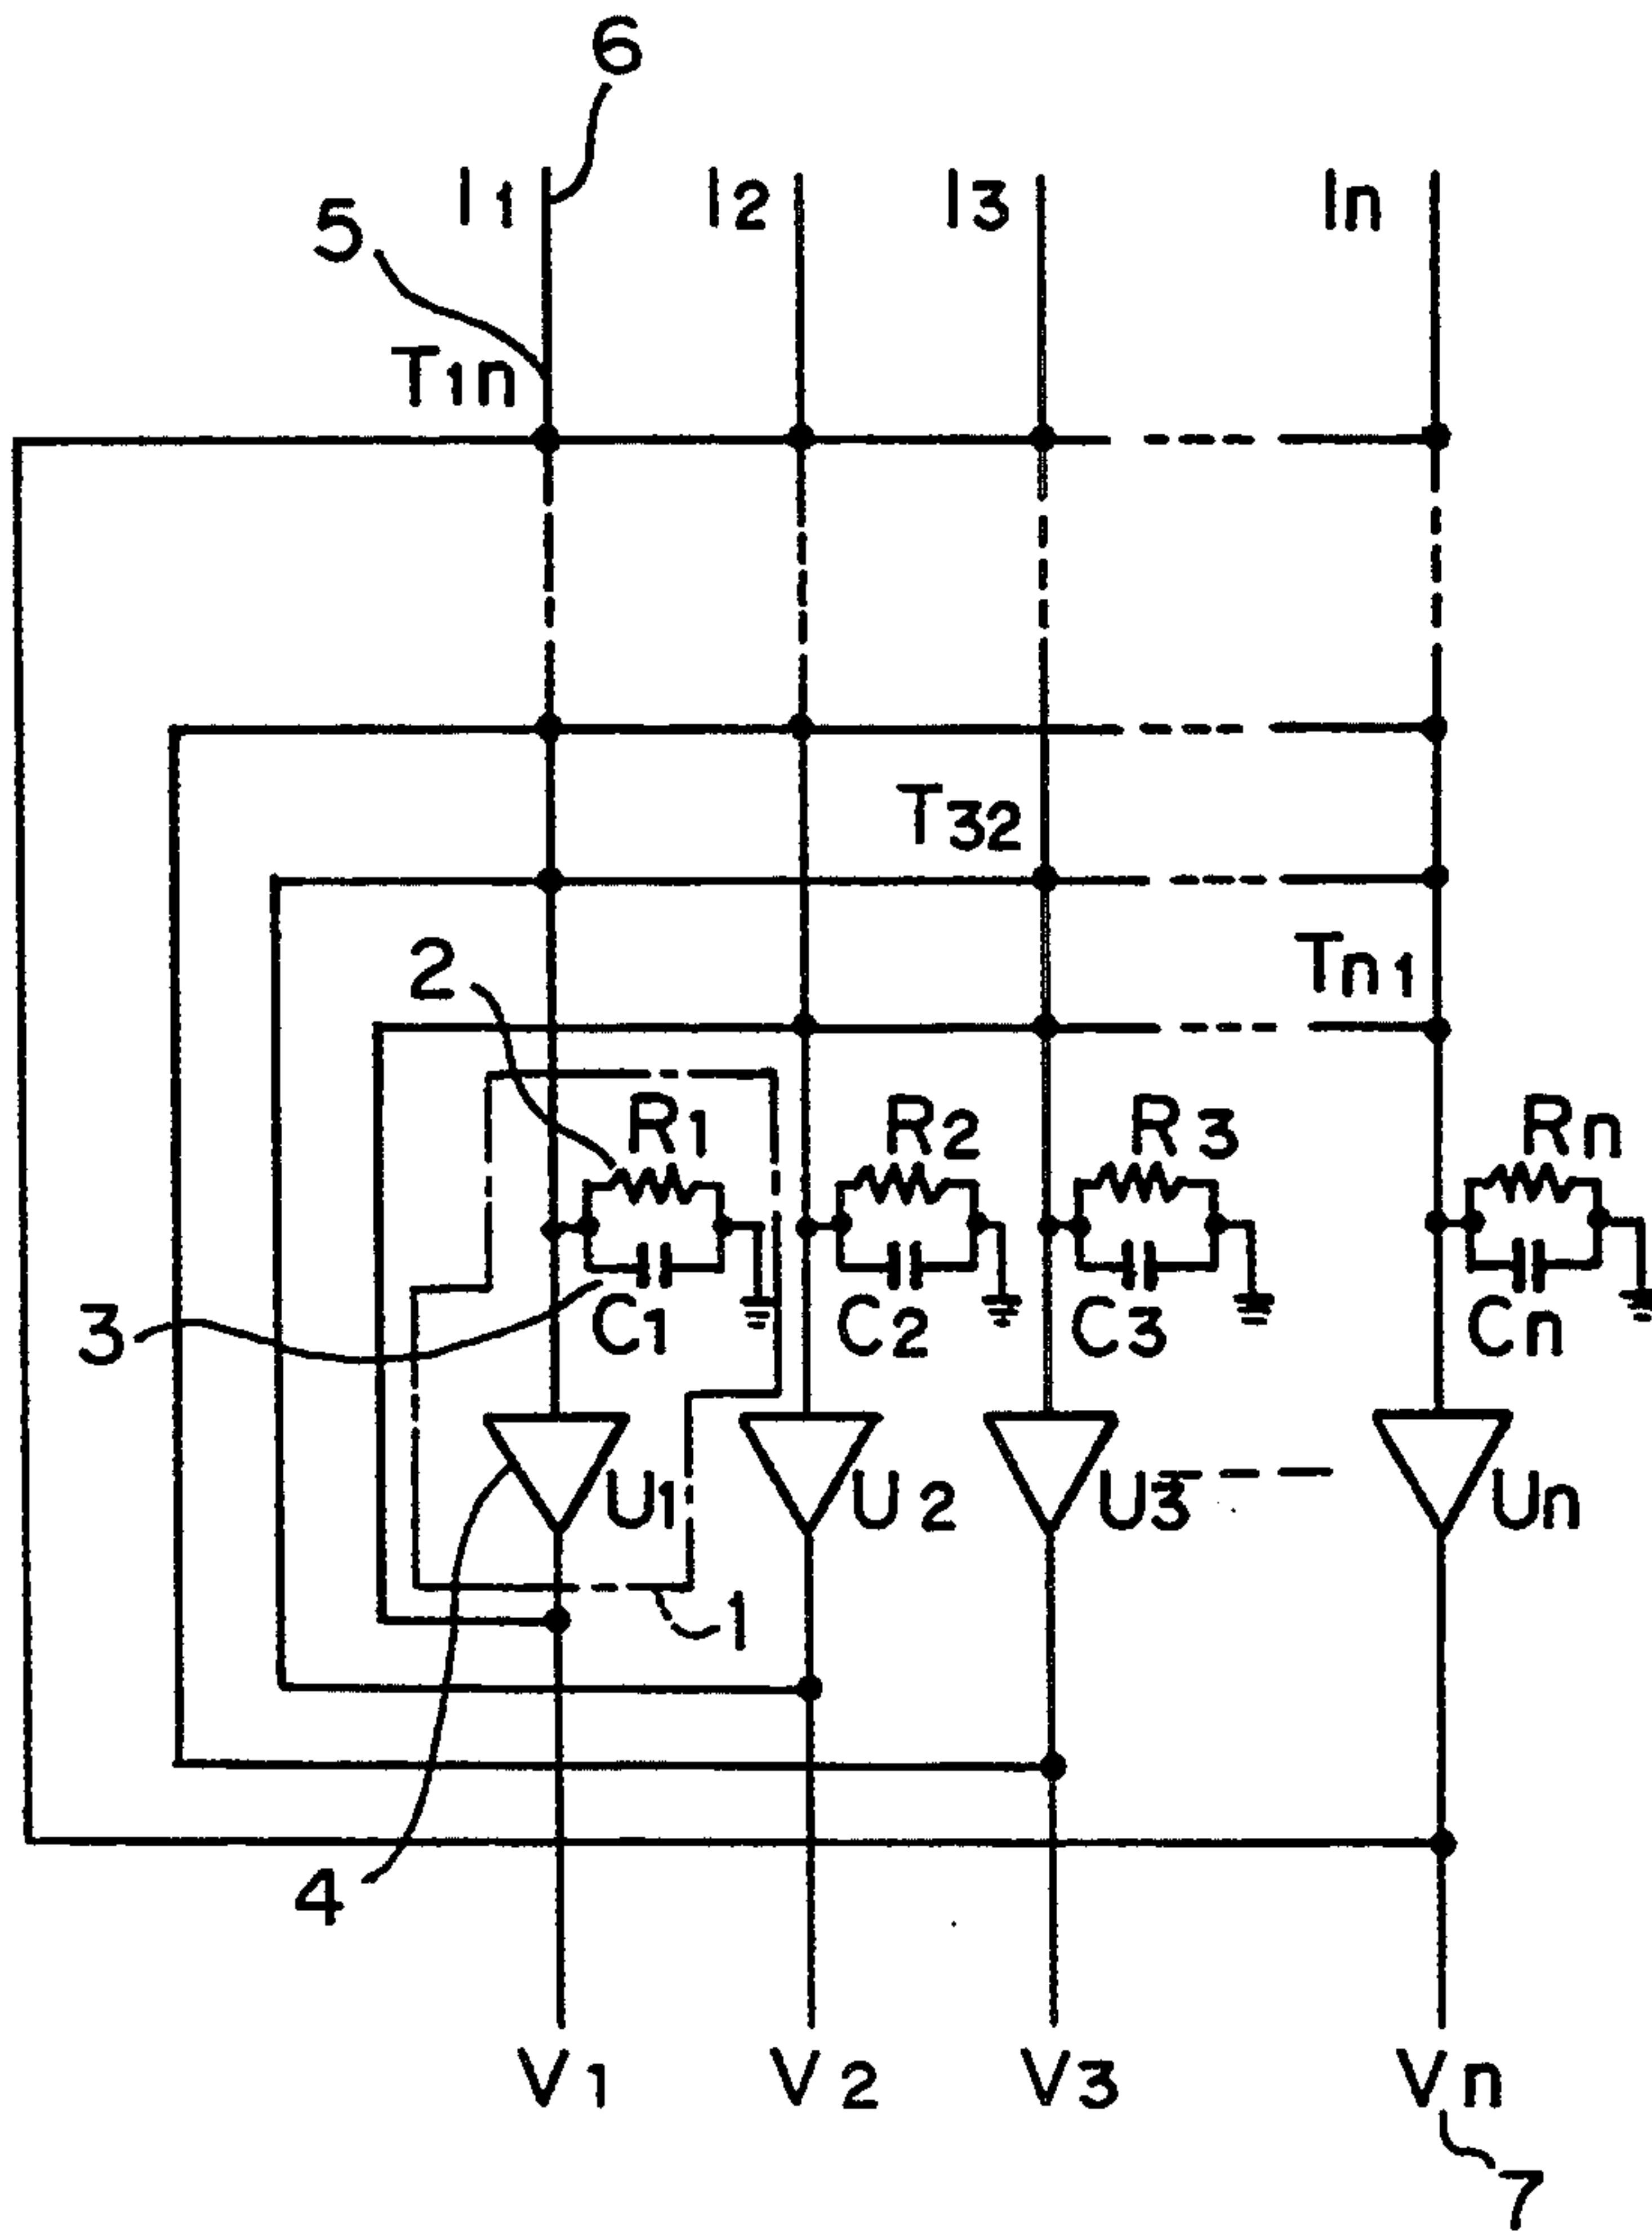 6
5
I1 I2 I3 In
T1n
T32
2
Tn1
R1 R2 R3 Rn
3
C1 C2 C3 Cn
U1 U2 U3 Un
1
4
V1 V2 V3 Vn
7